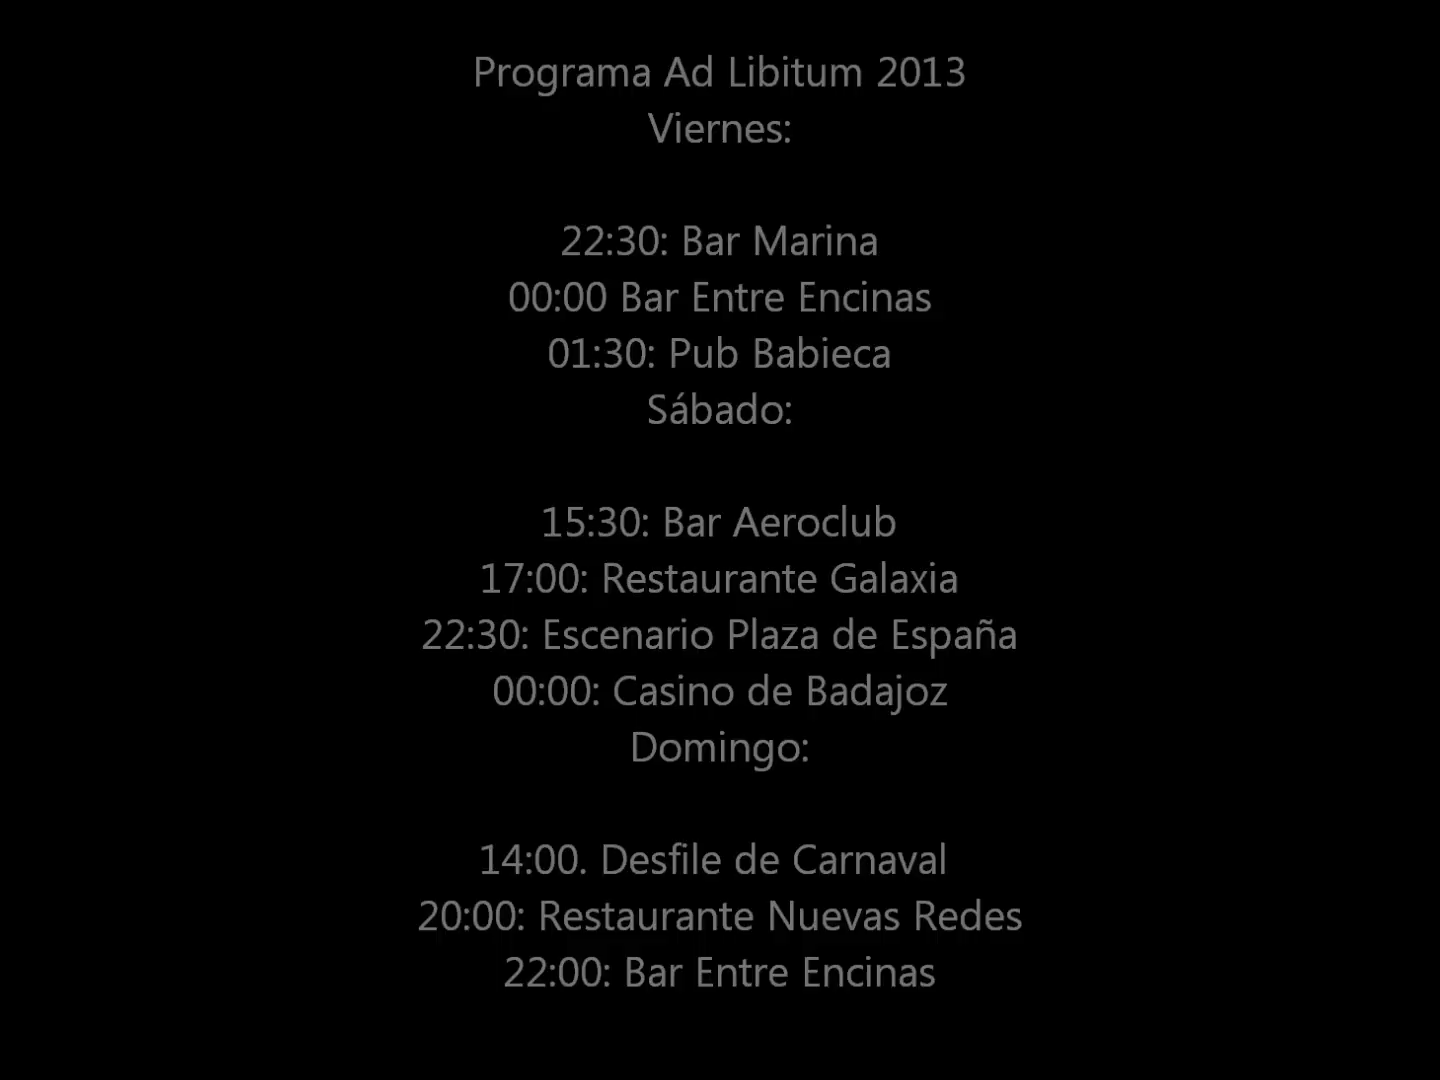 Programa Ad Libitum 2013
Viernes:
22:30: Bar Marina
00:00 Bar Entre Encinas
01:30: Pub Babieca
Sábado:
15:30: Bar Aeroclub
17:00: Restaurante Galaxia
22:30: Escenario Plaza de España
00:00: Casino de Badajoz
Domingo:
14:00. Desfile de Carnaval
20:00: Restaurante Nuevas Redes
22:00: Bar Entre Encinas